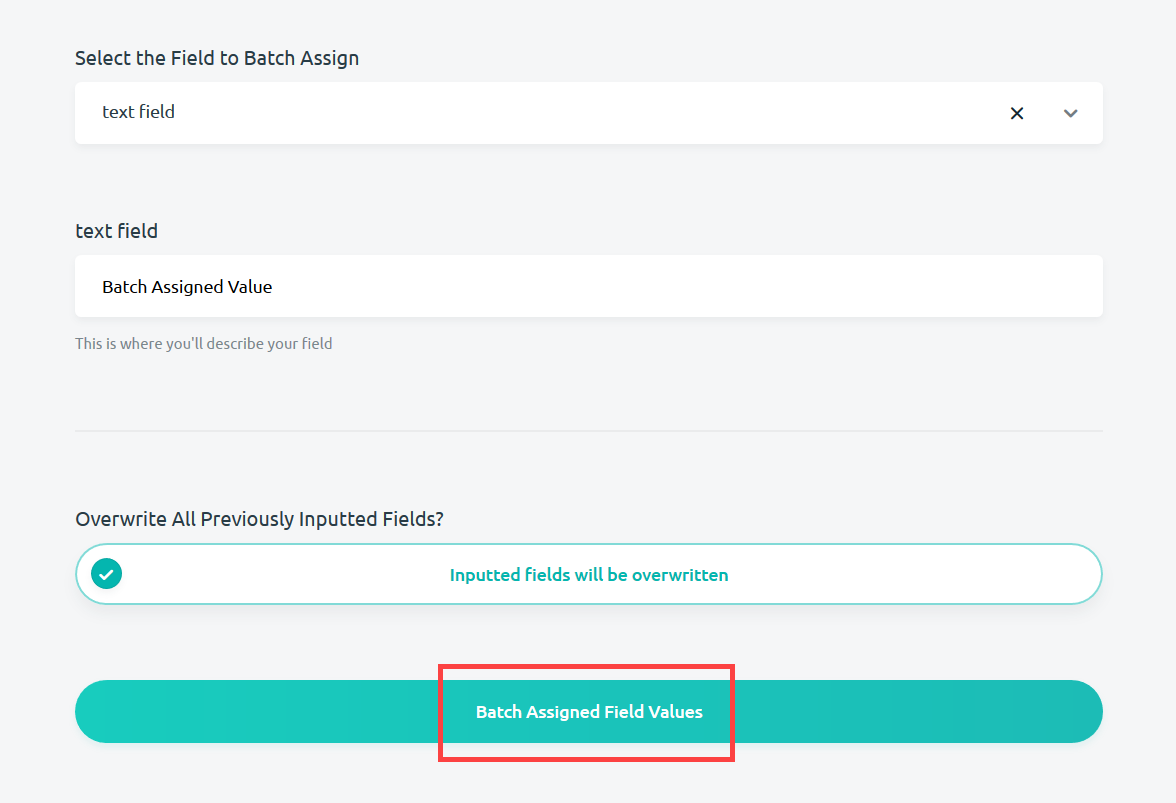 Select the Field to Batch Assign
text field
text field
Batch Assigned Value
This is where you'll describe your field
Overwrite All Previously Inputted Fields?
Inputted fields will be overwritten
Batch Assigned Field Values